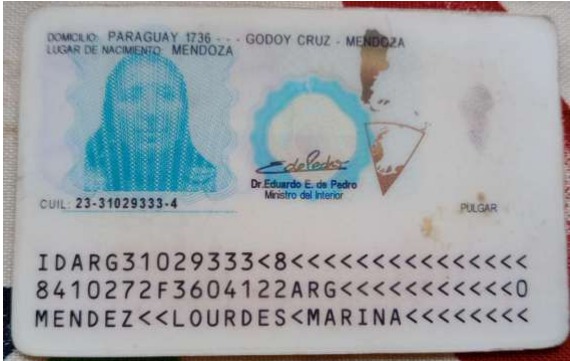 DOMICILIO: PARAGUAY 1736 - - - GODOY CRUZ - MENDOZA
LUGAR DE NACIMIENTO: MENDOZA
Dr. Eduardo E. de Pedro
Ministro del Interior
CUIL: 23-31029333-4
PULGAR
IDARG31029333<8<<<<<<<<<<<<<<<
8410272F3604122ARG<<<<<<<<<<<0
MENDEZ<<LOURDES<MARINA<<<<<<<<